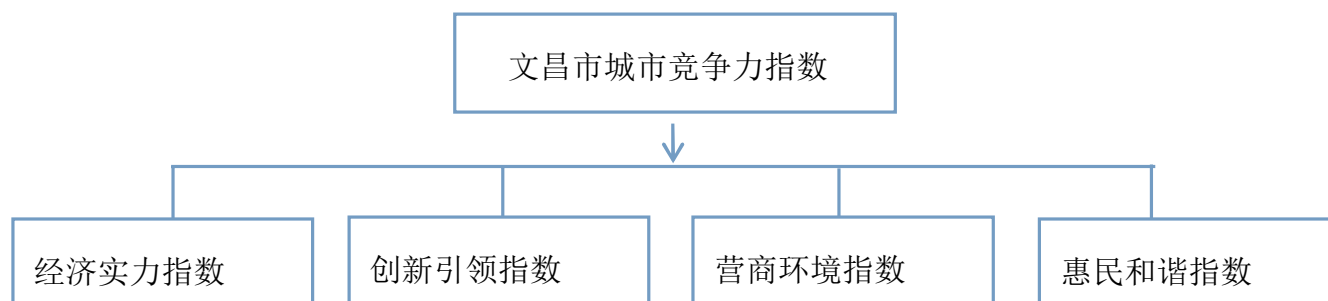 文昌市城市竞争力指数
经济实力指数
创新引领指数
营商环境指数
惠民和谐指数